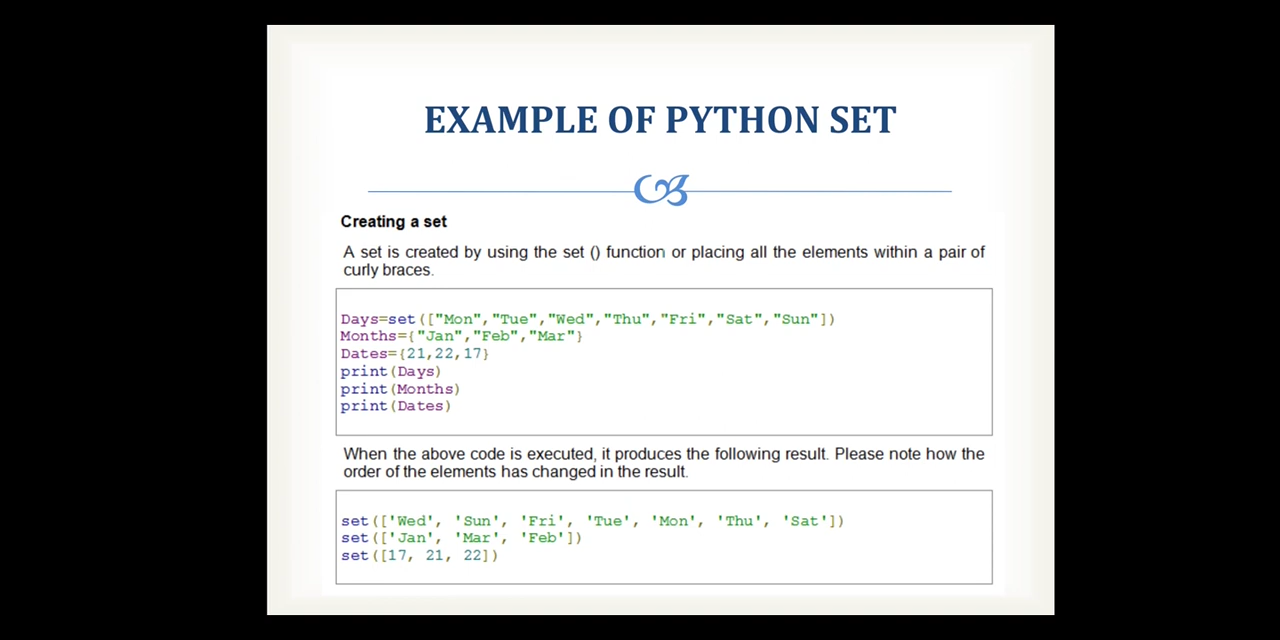 EXAMPLE OF PYTHON SET
Creating a set
A set is created by using the set () function or placing all the elements within a pair of
curly braces.
Days=set(["Mon","Tue","Wed","Thu","Fri","Sat","Sun"])
Months={"Jan","Feb","Mar"}
Dates={21,22,17}
print(Days)
print(Months)
print(Dates)
When the above code is executed, it produces the following result. Please note how the
order of the elements has changed in the result.
set(['Wed', 'Sun', 'Fri', 'Tue', 'Mon', 'Thu', 'Sat'])
set(['Jan', 'Mar', 'Feb'])
set([17, 21, 22])